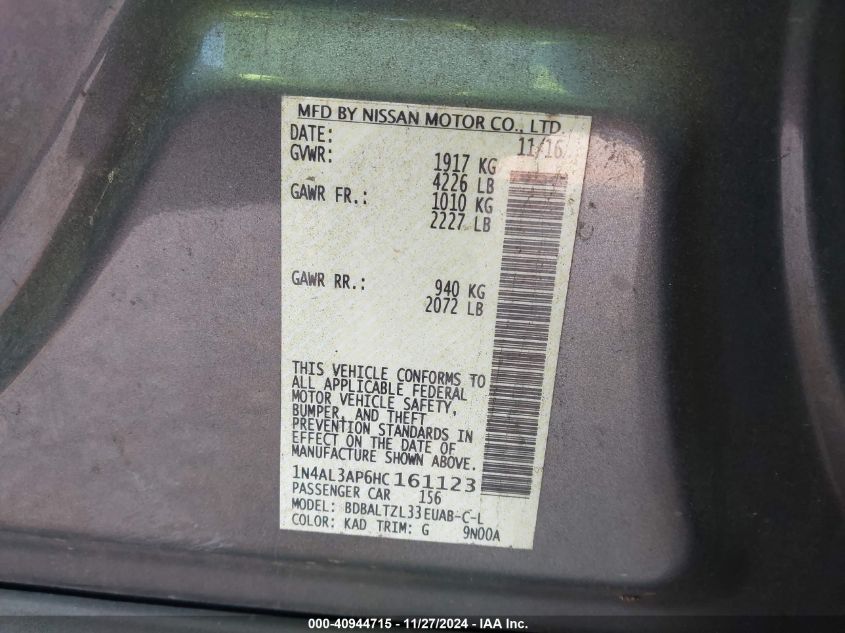 MFD BY NISSAN MOTOR CO., LTD.
DATE: 11/16
GVWR: 1917 KG
4226 LB
GAWR FR.: 1010 KG
2227 LB
GAWR RR.: 940 KG
2072 LB
THIS VEHICLE CONFORMS TO
ALL APPLICABLE FEDERAL
MOTOR VEHICLE SAFETY,
BUMPER, AND THEFT
PREVENTION STANDARDS IN
EFFECT ON THE DATE OF
MANUFACTURE SHOWN ABOVE.
1N4AL3AP6HC161123
PASSENGER CAR 156
MODEL: BDBALTZL33EUAB-C-L
COLOR: KAD TRIM: G 9N00A
000-40944715 - 11/27/2024 - IAA Inc.